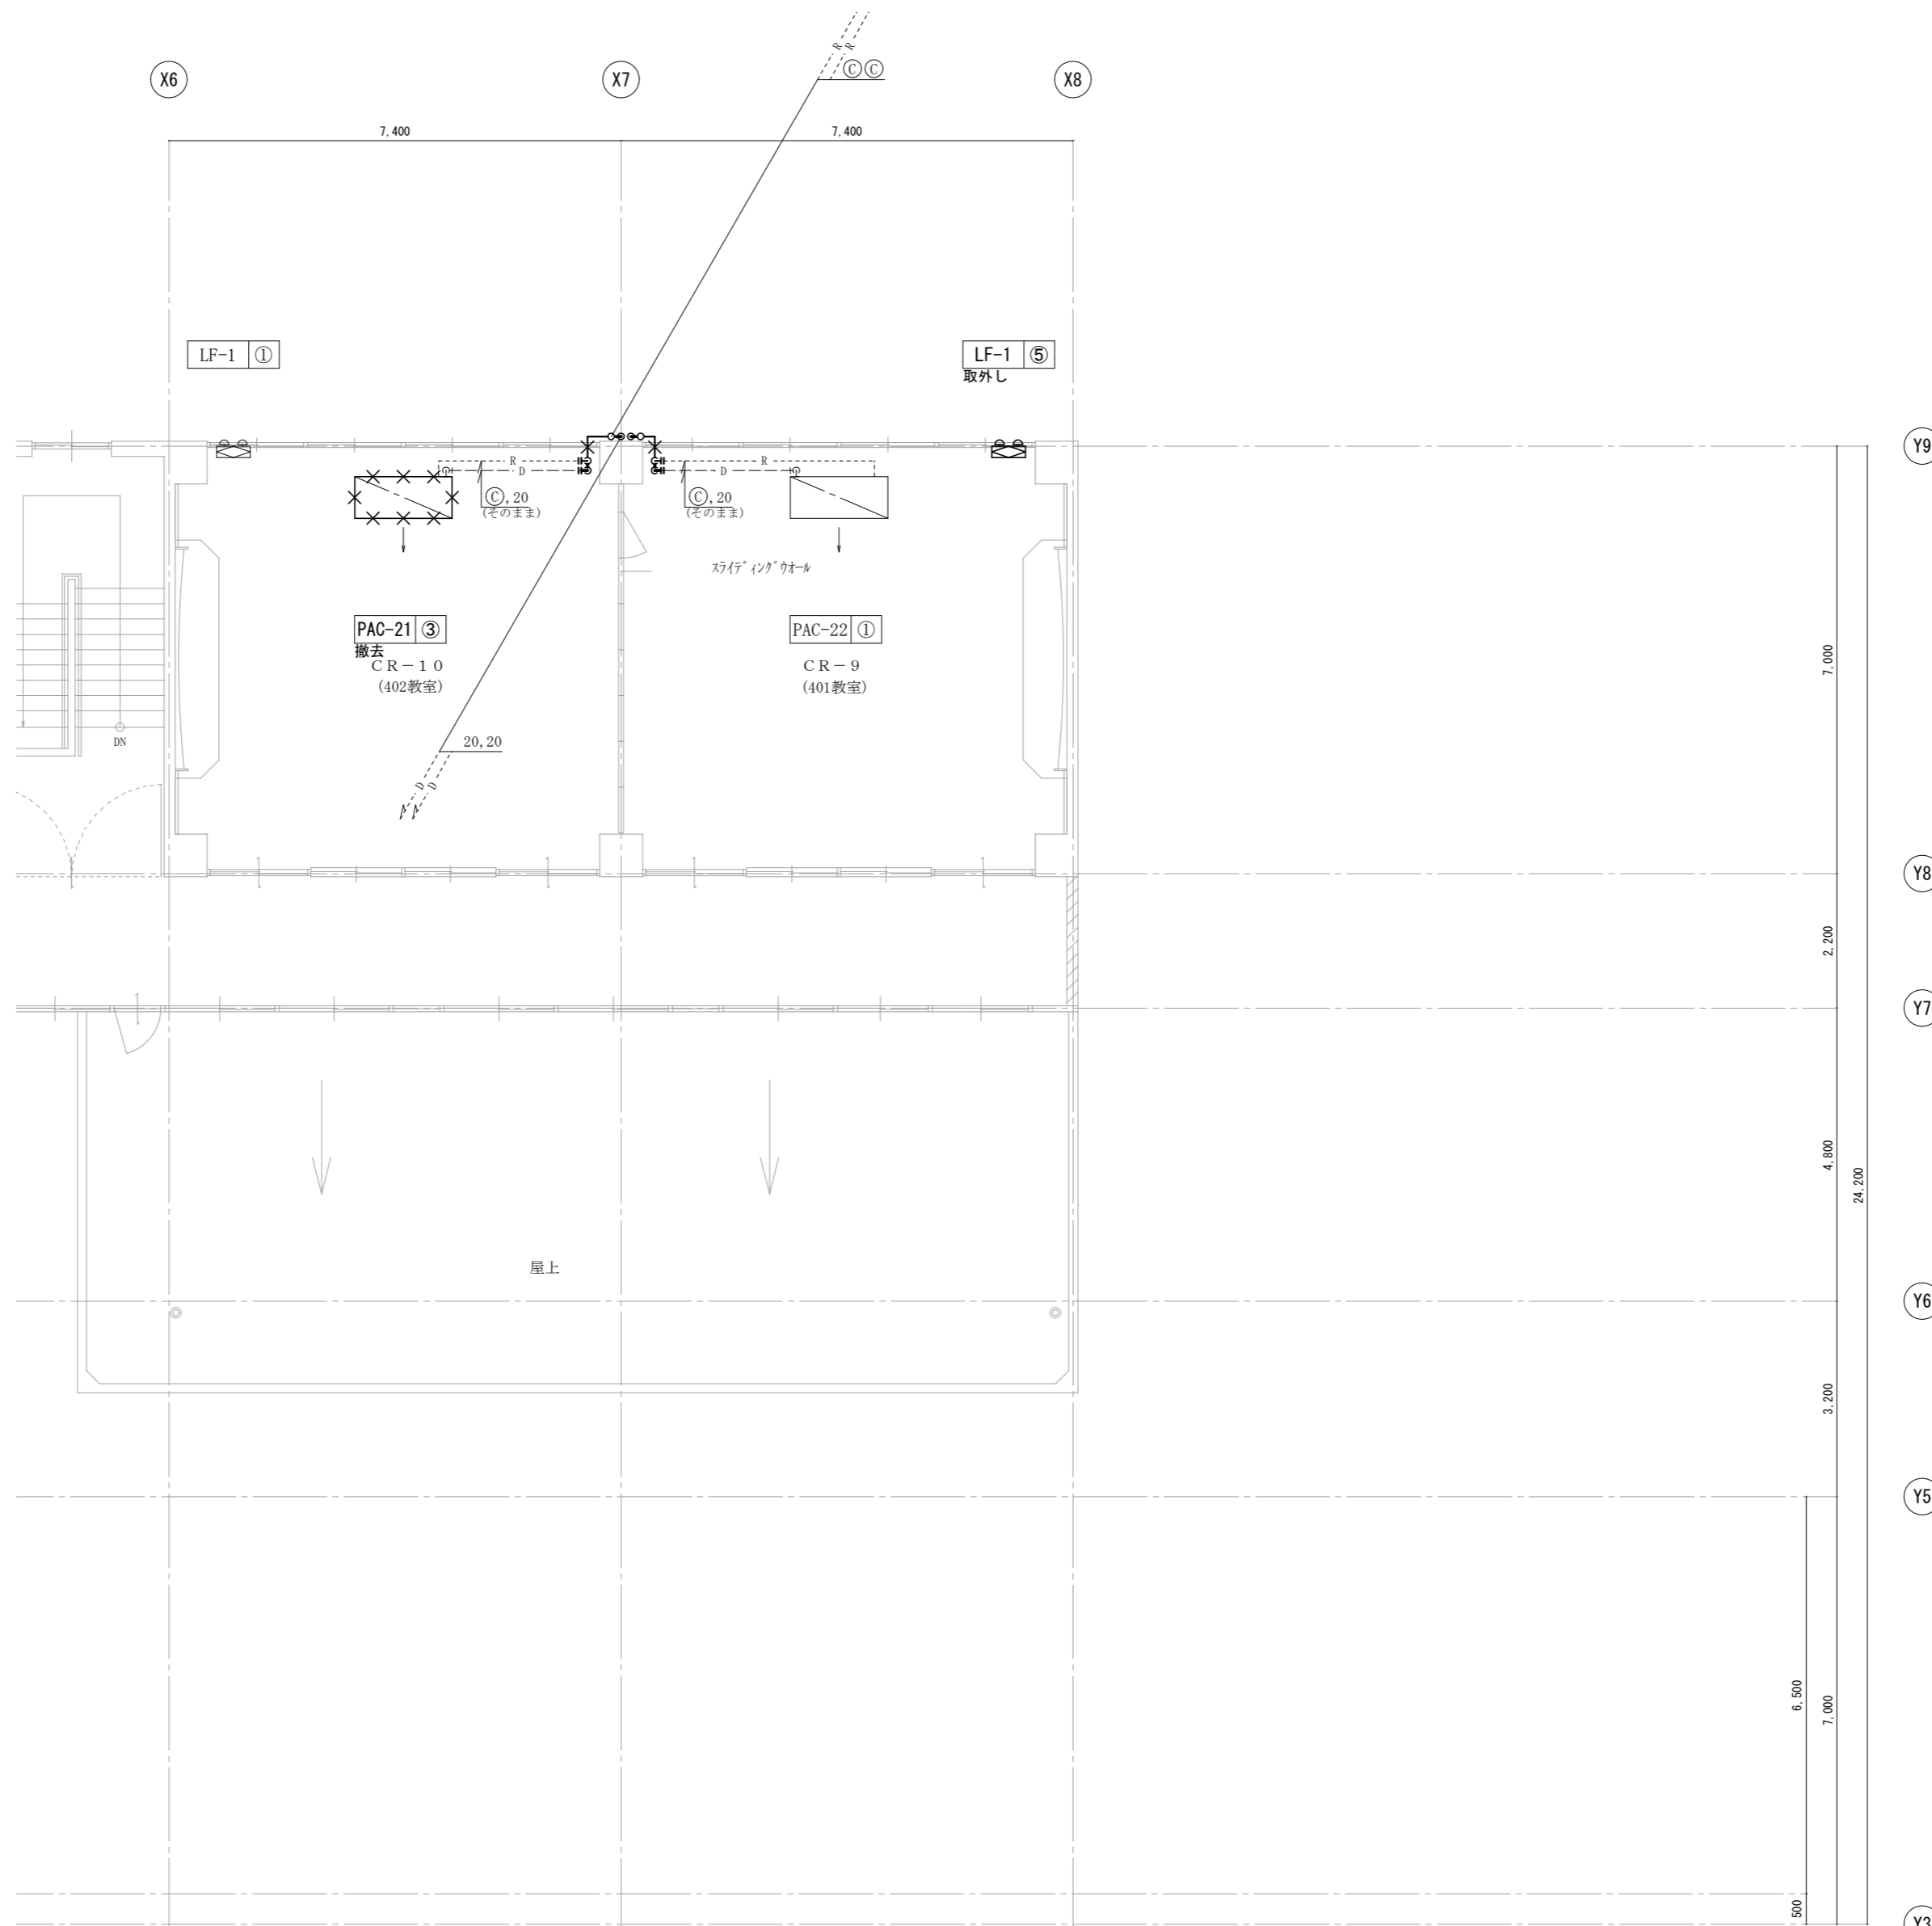 R
R
ⒸⒸ
X6
X7
X8
7,400
7,400
LF-1 ①
LF-1 ⑤
取外し
Y9
R
D
R
D
Ⓒ,20
(そのまま)
Ⓒ,20
(そのまま)
スライディングウオール
PAC-21 ③
撤去
PAC-22 ①
CR-10
(402教室)
CR-9
(401教室)
7,000
DN
20,20
D
D
Y8
2,200
Y7
4,800
24,200
屋上
Y6
3,200
Y5
6,500
7,000
500
Y3